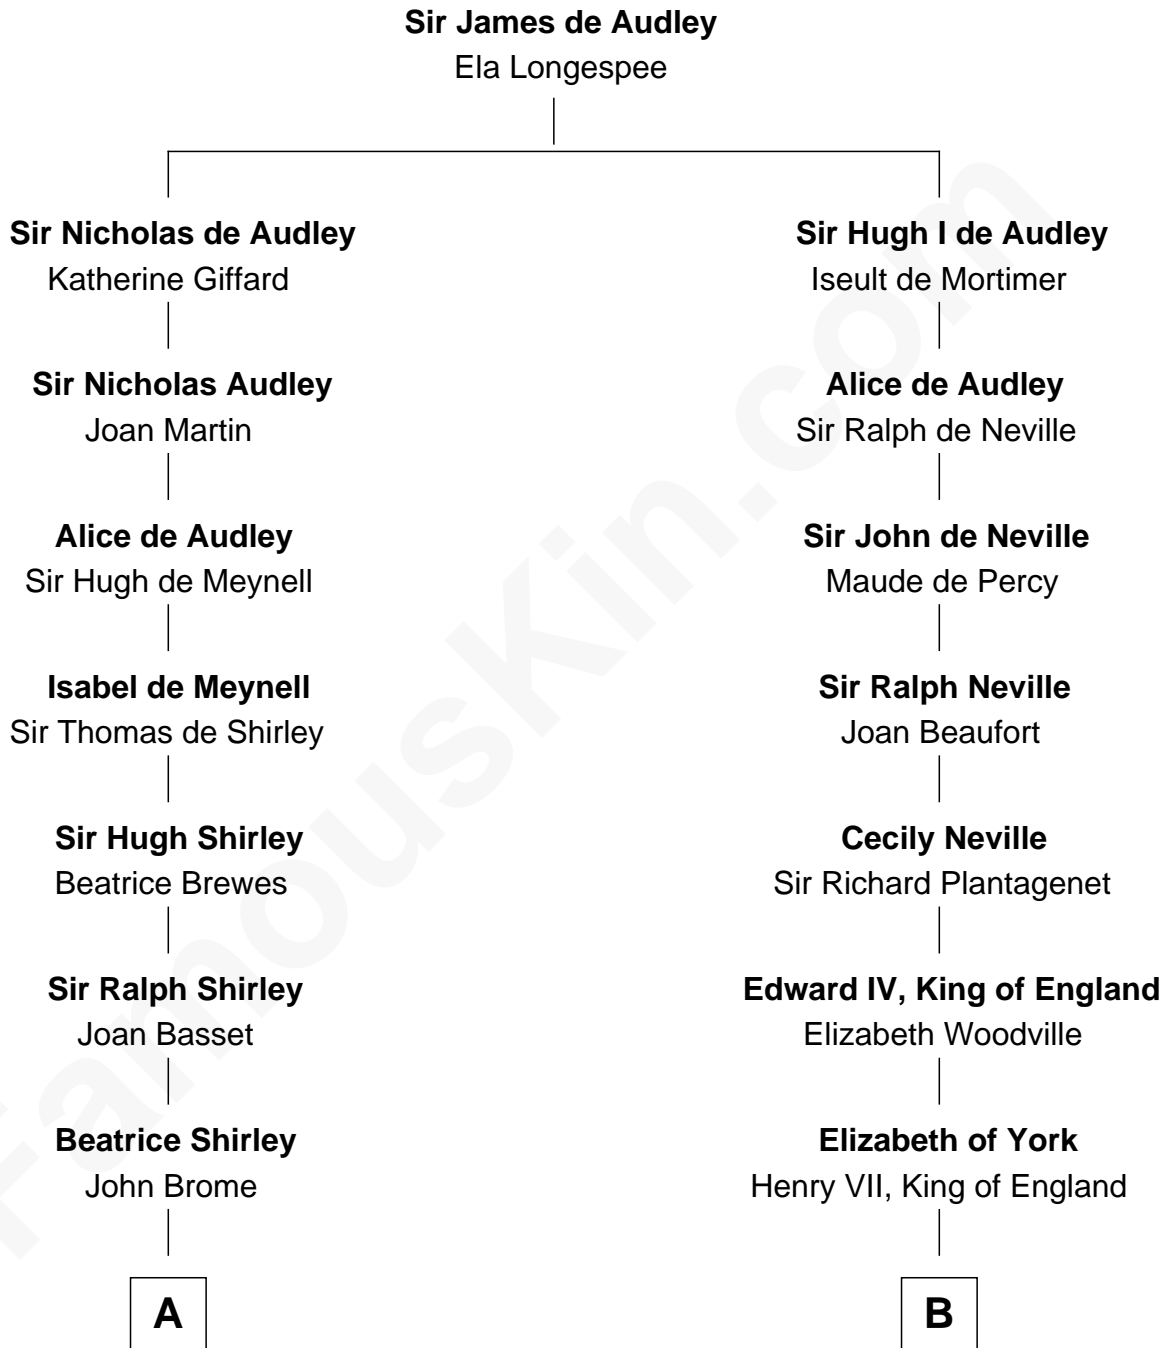 Sir James de Audley
Ela Longespee
Sir Nicholas de Audley
Katherine Giffard
Sir Hugh I de Audley
Iseult de Mortimer
Sir Nicholas Audley
Joan Martin
Alice de Audley
Sir Ralph de Neville
Alice de Audley
Sir Hugh de Meynell
Sir John de Neville
Maude de Percy
Isabel de Meynell
Sir Thomas de Shirley
Sir Ralph Neville
Joan Beaufort
Sir Hugh Shirley
Beatrice Brewes
Cecily Neville
Sir Richard Plantagenet
Sir Ralph Shirley
Joan Basset
Edward IV, King of England
Elizabeth Woodville
Beatrice Shirley
John Brome
Elizabeth of York
Henry VII, King of England
A
B
FamousKin.com